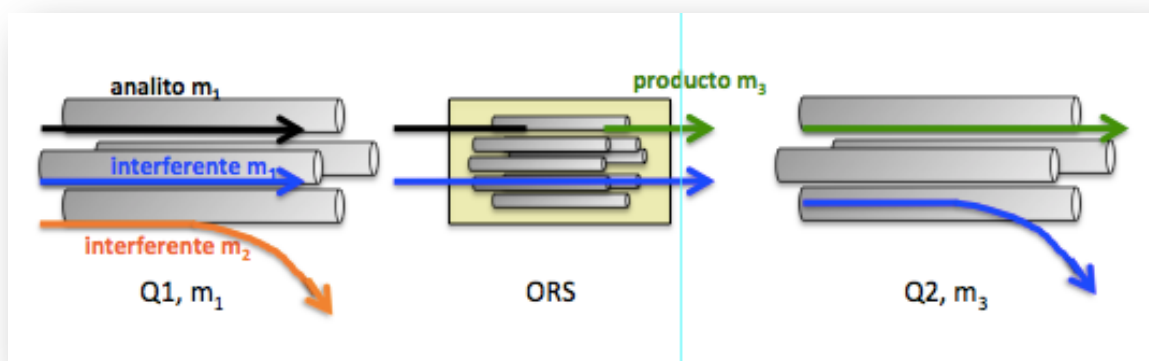 analito m₁
interferente m₁
interferente m₂
Q1, m₁
ORS
producto m₃
Q2, m₃